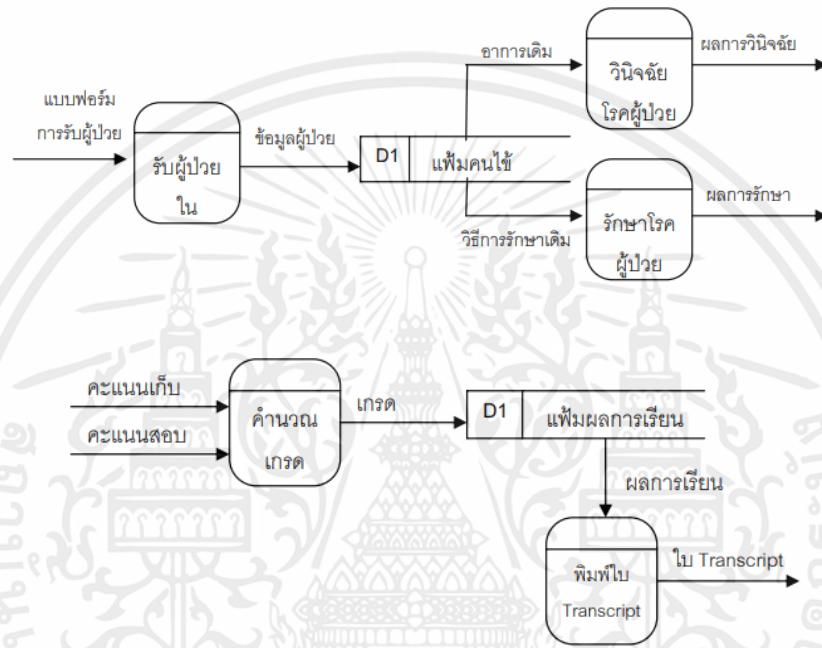 อาการเดิม
ผลการวินิจฉัย
วินิจฉัย
โรคผู้ป่วย
แบบฟอร์ม
การรับผู้ป่วย
ข้อมูลผู้ป่วย
รับผู้ป่วย
ใน
D1
แฟ้มคนไข้
วิธีการรักษาเดิม
รักษาโรค
ผู้ป่วย
ผลการรักษา
คะแนนเก็บ
คะแนนสอบ
คำนวณ
เกรด
เกรด
D1
แฟ้มผลการเรียน
ผลการเรียน
พิมพ์ใบ
Transcript
ใบ Transcript